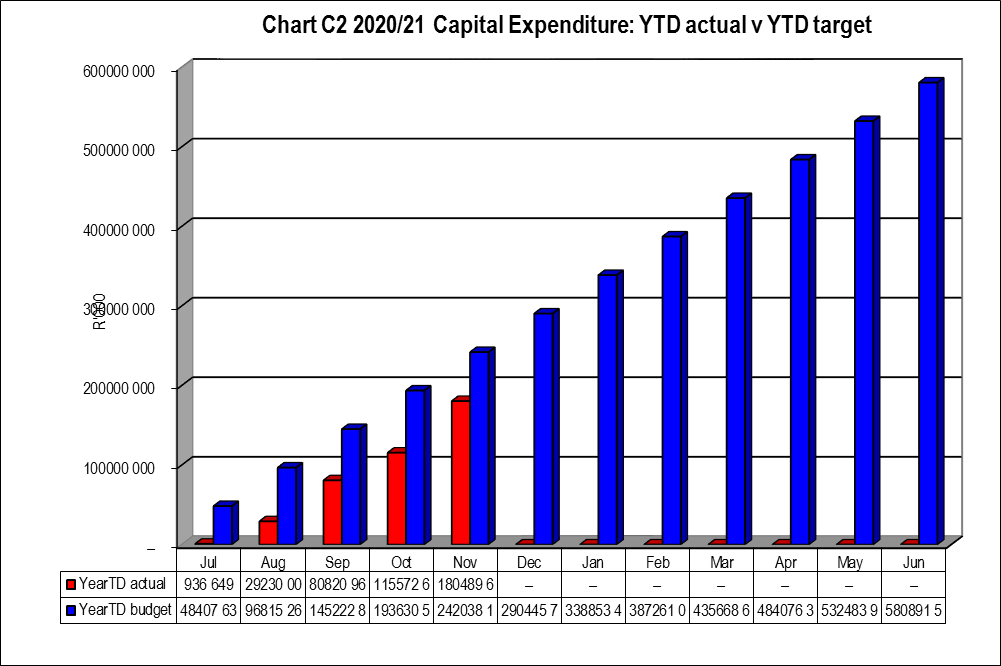 Chart C2 2020/21 Capital Expenditure: YTD actual v YTD target
600000 000
500000 000
400000 000
300000 000
200000 000
100000 000
–
R'000
Jul Aug Sep Oct Nov Dec Jan Feb Mar Apr May Jun
YearTD actual 936 649 29230 00 80820 96 115572 6 180489 6 – – – – – – –
YearTD budget 48407 63 96815 26 145222 8 193630 5 242038 1 290445 7 338853 4 387261 0 435668 6 484076 3 532483 9 580891 5